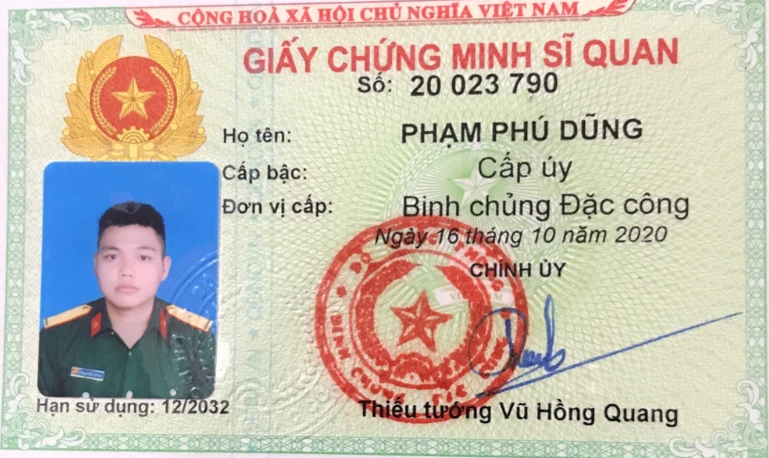 CỘNG HOÀ XÃ HỘI CHỦ NGHĨA VIỆT NAM
GIẤY CHỨNG MINH SĨ QUAN
Số: 20 023 790
Họ tên: PHẠM PHÚ DŨNG
Cấp bậc: Cấp úy
Đơn vị cấp: Binh chủng Đặc công
Ngày 16 tháng 10 năm 2020
CHÍNH ỦY
Hạn sử dụng: 12/2032
Thiếu tướng Vũ Hồng Quang